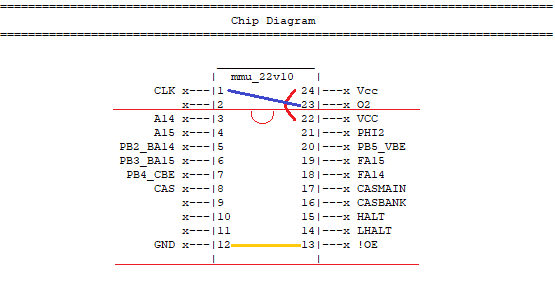 Chip Diagram
mmu_22v10
CLK x---|1 24|---x Vcc
x---|2 23|---x O2
A14 x---|3 22|---x VCC
A15 x---|4 21|---x PHI2
PB2_BA14 x---|5 20|---x PB5_VBE
PB3_BA15 x---|6 19|---x FA15
PB4_CBE x---|7 18|---x FA14
CAS x---|8 17|---x CASMAIN
x---|9 16|---x CASBANK
x---|10 15|---x HALT
x---|11 14|---x LHALT
GND x---|12 13|---x !OE